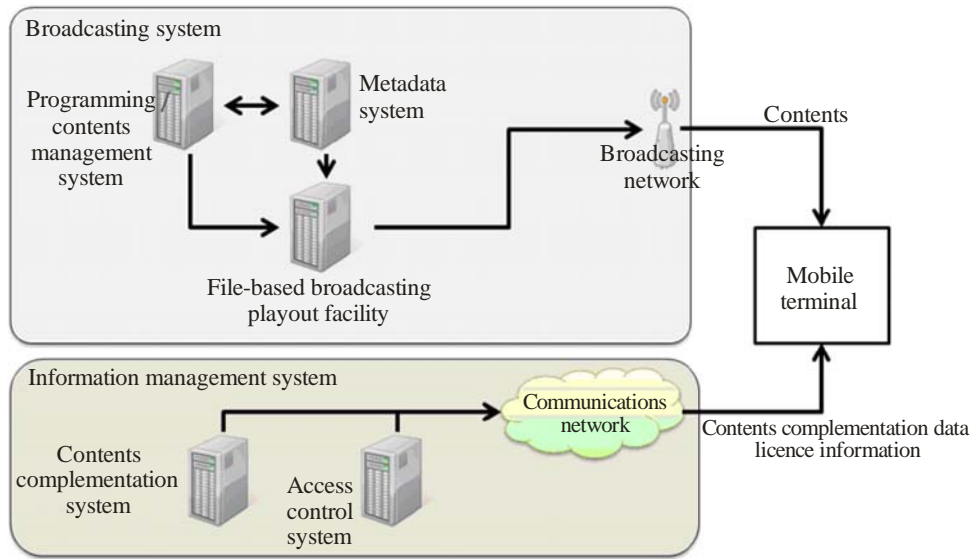 Broadcasting system
Programming /
contents
management
system
Metadata
system
File-based broadcasting
playout facility
Broadcasting
network
Contents
Mobile
terminal
Information management system
Contents
complementation
system
Access
control
system
Communications
network
Contents complementation data
licence information